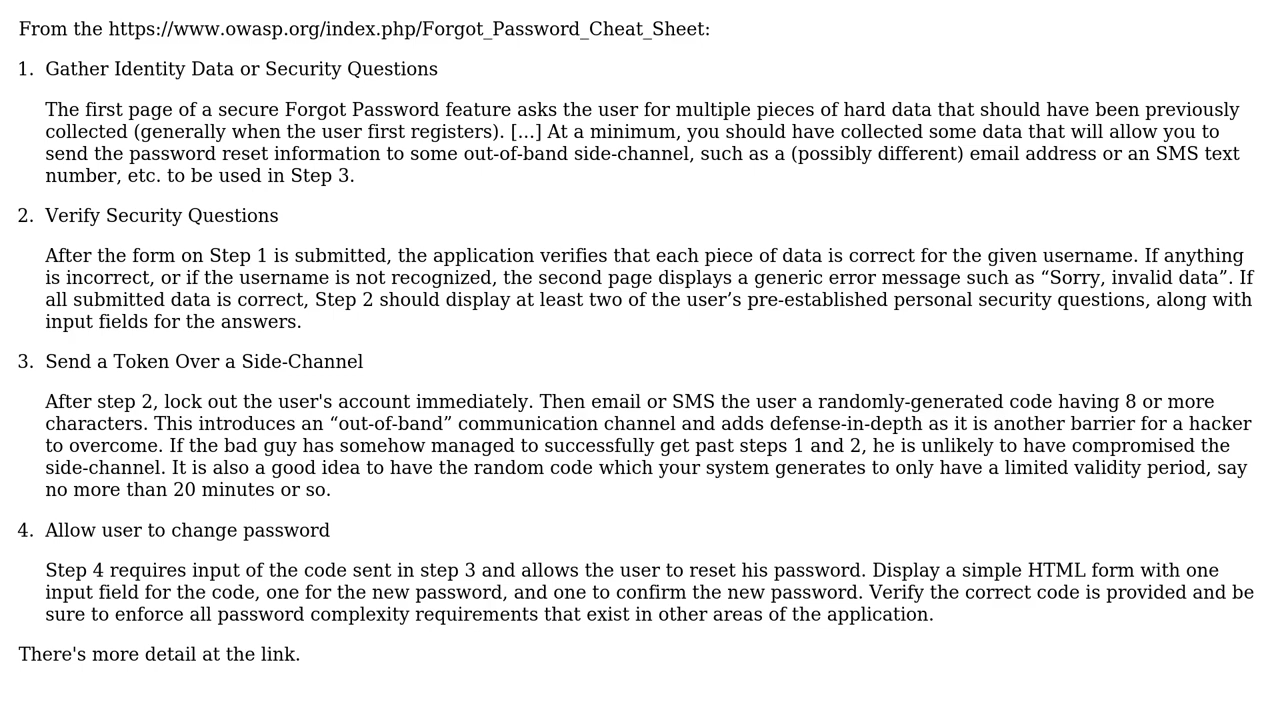 From the https://www.owasp.org/index.php/Forgot_Password_Cheat_Sheet:
1. Gather Identity Data or Security Questions
The first page of a secure Forgot Password feature asks the user for multiple pieces of hard data that should have been previously
collected (generally when the user first registers). [...] At a minimum, you should have collected some data that will allow you to
send the password reset information to some out-of-band side-channel, such as a (possibly different) email address or an SMS text
number, etc. to be used in Step 3.
2. Verify Security Questions
After the form on Step 1 is submitted, the application verifies that each piece of data is correct for the given username. If anything
is incorrect, or if the username is not recognized, the second page displays a generic error message such as “Sorry, invalid data”. If
all submitted data is correct, Step 2 should display at least two of the user’s pre-established personal security questions, along with
input fields for the answers.
3. Send a Token Over a Side-Channel
After step 2, lock out the user's account immediately. Then email or SMS the user a randomly-generated code having 8 or more
characters. This introduces an “out-of-band” communication channel and adds defense-in-depth as it is another barrier for a hacker
to overcome. If the bad guy has somehow managed to successfully get past steps 1 and 2, he is unlikely to have compromised the
side-channel. It is also a good idea to have the random code which your system generates to only have a limited validity period, say
no more than 20 minutes or so.
4. Allow user to change password
Step 4 requires input of the code sent in step 3 and allows the user to reset his password. Display a simple HTML form with one
input field for the code, one for the new password, and one to confirm the new password. Verify the correct code is provided and be
sure to enforce all password complexity requirements that exist in other areas of the application.
There's more detail at the link.